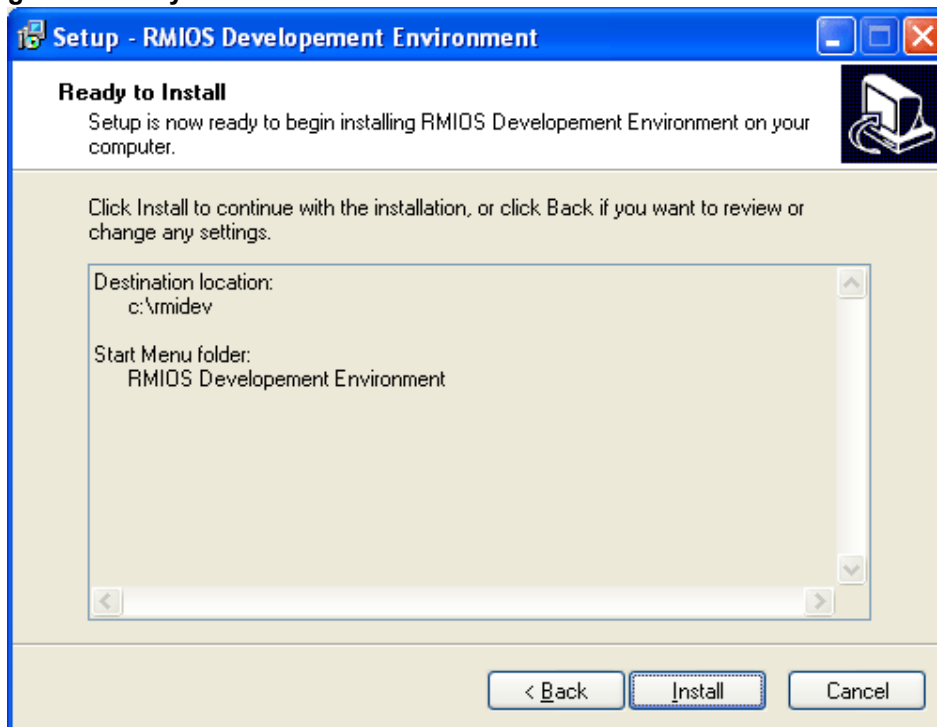 Setup - RMIOS Developement Environment
Ready to Install
Setup is now ready to begin installing RMIOS Developement Environment on your
computer.
Click Install to continue with the installation, or click Back if you want to review or
change any settings.
Destination location:
c:\rmidev
Start Menu folder:
RMIOS Developement Environment
< Back
Install
Cancel